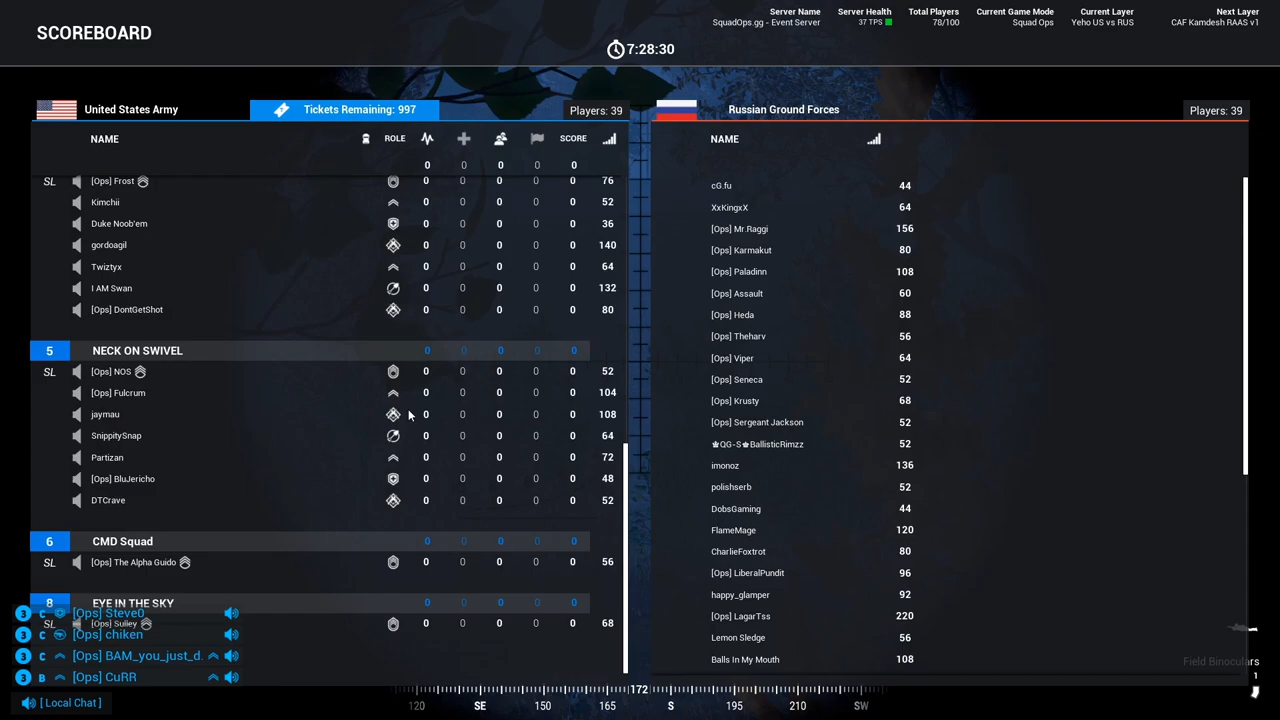 SCOREBOARD
Server Name
SquadOps.gg - Event Server
Server Health
37 TPS
Total Players
78/100
Current Game Mode
Squad Ops
Current Layer
Yeho US vs RUS
Next Layer
CAF Kamdesh RAAS v1
7:28:30
United States Army
Tickets Remaining: 997
Players: 39
NAME ROLE SCORE
0 0 0 0 0
SL [Ops] Frost 0 0 0 0 0 76
Kimchii 0 0 0 0 0 52
Duke Noob'em 0 0 0 0 0 36
gordoagil 0 0 0 0 0 140
Twiztyx 0 0 0 0 0 64
I AM Swan 0 0 0 0 0 132
[Ops] DontGetShot 0 0 0 0 0 80
5 NECK ON SWIVEL 0 0 0 0 0
SL [Ops] NOS 0 0 0 0 0 52
[Ops] Fulcrum 0 0 0 0 0 104
jaymau 0 0 0 0 0 108
SnippitySnap 0 0 0 0 0 64
Partizan 0 0 0 0 0 72
[Ops] BluJericho 0 0 0 0 0 48
DTCrave 0 0 0 0 0 52
6 CMD Squad 0 0 0 0 0
SL [Ops] The Alpha Guido 0 0 0 0 0 56
8 EYE IN THE SKY 0 0 0 0 0
SL [Ops] Sulley 0 0 0 0 0 68
3 C [Ops] Steve0
3 C [Ops] chiken
3 C [Ops] BAM_you_just_d.
3 B [Ops] CuRR
[ Local Chat ]
Russian Ground Forces
Players: 39
NAME
cG.fu 44
XxKingxX 64
[Ops] Mr.Raggi 156
[Ops] Karmakut 80
[Ops] Paladinn 108
[Ops] Assault 60
[Ops] Heda 88
[Ops] Theharv 56
[Ops] Viper 64
[Ops] Seneca 52
[Ops] Krusty 68
[Ops] Sergeant Jackson 52
♚QG-S♚BallisticRimzz 52
imonoz 136
polishserb 52
DobsGaming 44
FlameMage 120
CharlieFoxtrot 80
[Ops] LiberalPundit 96
happy_glamper 92
[Ops] LagarTss 220
Lemon Sledge 56
Balls In My Mouth 108
Field Binoculars
1
172
120 SE 150 165 S 195 210 SW